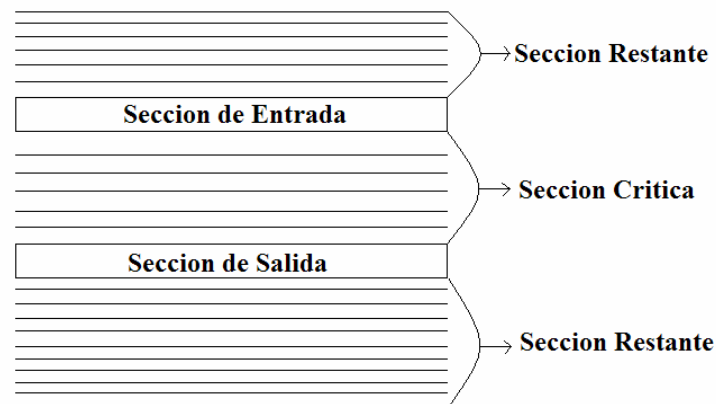 Seccion Restante
Seccion de Entrada
Seccion Critica
Seccion de Salida
Seccion Restante